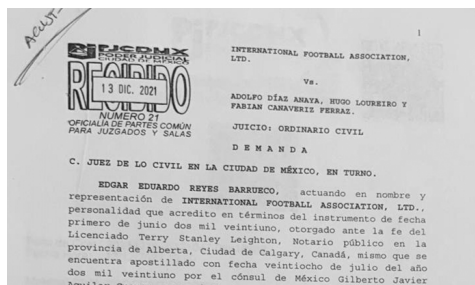 ACUST-
1
PJCDMX
PODER JUDICIAL
CIUDAD DE MÉXICO
RECIBIDO
13 DIC. 2021
NUMERO 21
OFICIALIA DE PARTES COMÚN
PARA JUZGADOS Y SALAS
INTERNATIONAL FOOTBALL ASSOCIATION,
LTD.
Vs.
ADOLFO DÍAZ ANAYA, HUGO LOUREIRO Y
FABIAN CANAVERIZ FERRAZ.
JUICIO: ORDINARIO CIVIL
D E M A N D A
C. JUEZ DE LO CIVIL EN LA CIUDAD DE MÉXICO, EN TURNO.
EDGAR EDUARDO REYES BARRUECO, actuando en nombre y
representación de INTERNATIONAL FOOTBALL ASSOCIATION, LTD.,
personalidad que acredito en términos del instrumento de fecha
primero de junio dos mil veintiuno, otorgado ante la fe del
Licenciado Terry Stanley Leighton, Notario público en la
provincia de Alberta, Ciudad de Calgary, Canadá, mismo que se
encuentra apostillado con fecha veintiocho de julio del año
dos mil veintiuno por el cónsul de México Gilberto Javier